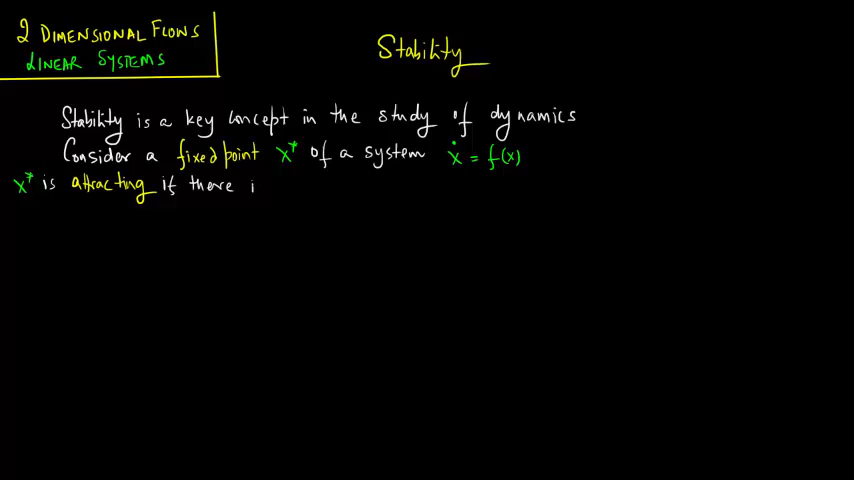 2 DIMENSIONAL FLOWS
LINEAR SYSTEMS
Stability
Stability is a key concept in the study of dynamics
Consider a fixed point X* of a system ẋ = f(x)
X* is attracting if there i